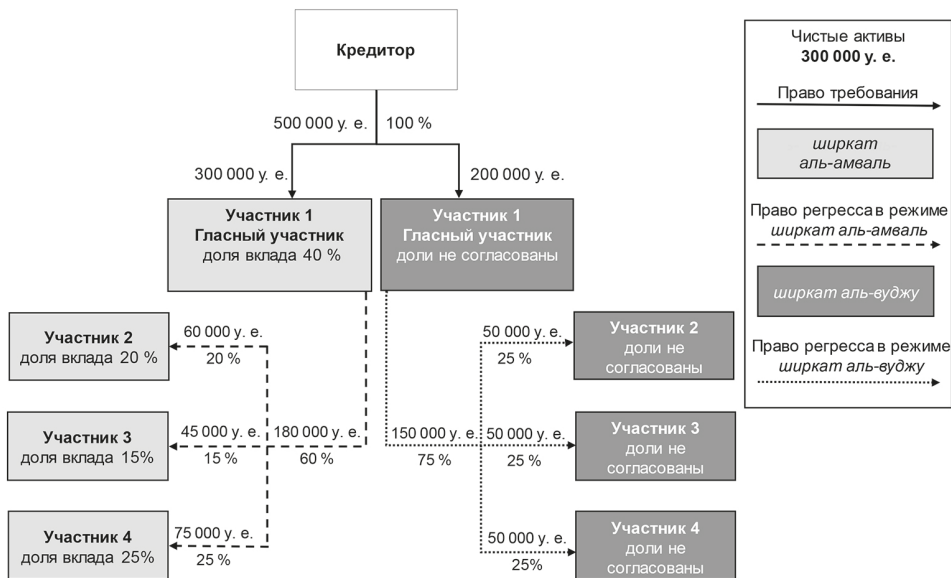 Кредитор
500 000 у. е. 100 %
300 000 у. е.
200 000 у. е.
Участник 1
Гласный участник
доля вклада 40 %
Участник 1
Гласный участник
доли не согласованы
Участник 2
доля вклада 20 %
60 000 у. е.
20 %
Участник 3
доля вклада 15%
45 000 у. е.
15 %
180 000 у. е.
60 %
Участник 4
доля вклада 25%
75 000 у. е.
25 %
150 000 у. е.
75 %
50 000 у. е.
25 %
Участник 2
доли не
согласованы
50 000 у. е.
25 %
Участник 3
доли не
согласованы
50 000 у. е.
25%
Участник 4
доли не
согласованы
Чистые активы
300 000 у. е.
Право требования
ширкат
аль-амваль
Право регресса в режиме
ширкат аль-амваль
ширкат аль-вуджу
Право регресса в режиме
ширкат аль-вуджу